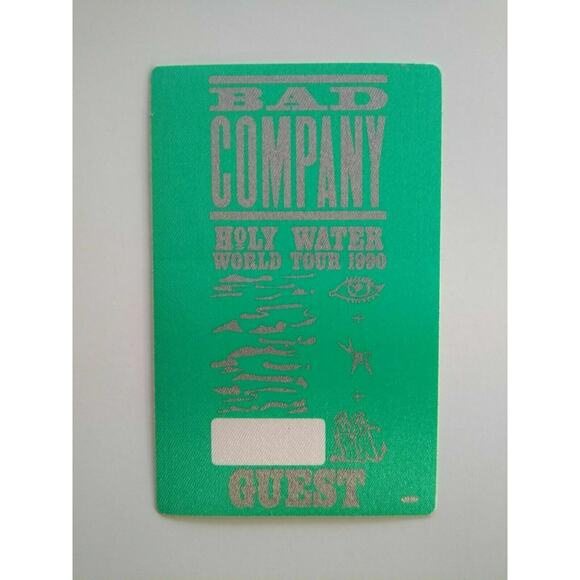 BAD
COMPANY
HOLY WATER
WORLD TOUR 1990
+
+
GUEST